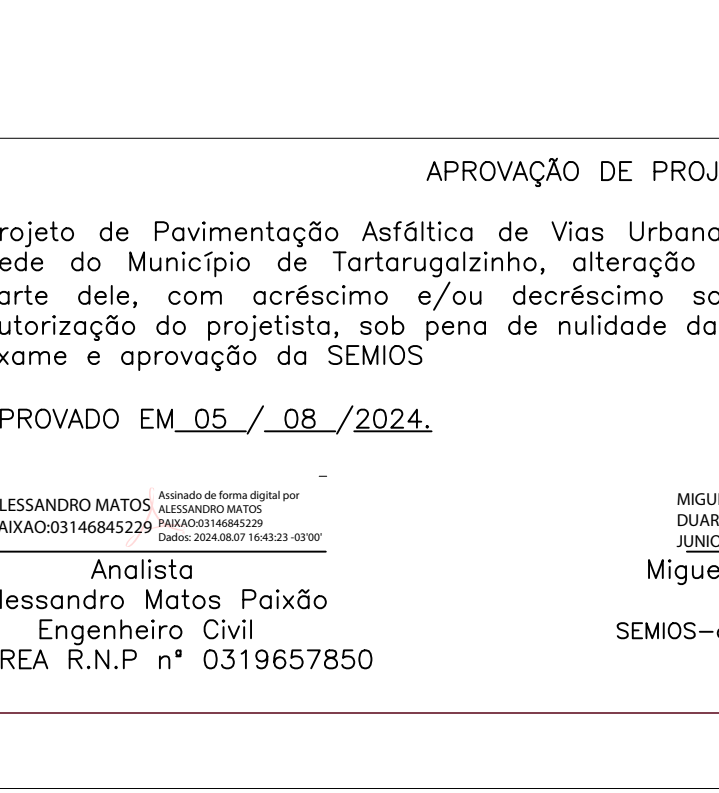 APROVAÇÃO DE PROJ
rojeto de Pavimentação Asfáltica de Vias Urbana
ede do Município de Tartarugalzinho, alteração
arte dele, com acréscimo e/ou decréscimo so
utorização do projetista, sob pena de nulidade da
xame e aprovação da SEMIOS
PROVADO EM 05 / 08 /2024.
LESSANDRO MATOS
AIXAO:03146845229
Assinado de forma digital por
ALESSANDRO MATOS
PAIXAO:03146845229
Dados: 2024.08.07 16:43:23 -03'00'
Analista
lessandro Matos Paixão
Engenheiro Civil
REA R.N.P nª 0319657850
MIGUE
DUAR
JUNIO
Migue
SEMIOS-